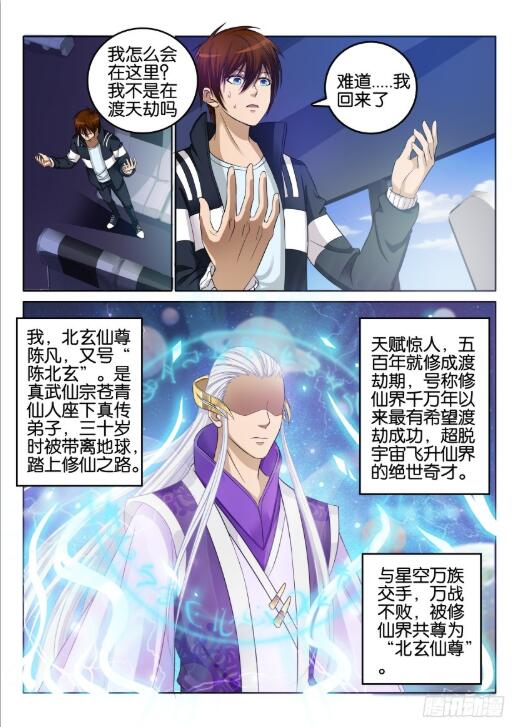 我怎么会
在这里？
我不是在
渡天劫吗
难道.....我
回来了
我，北玄仙尊
陈凡，又号“
陈北玄”。是
真武仙宗苍青
仙人座下真传
弟子，三十岁
时被带离地球，
踏上修仙之路。
天赋惊人，五
百年就修成渡
劫期，号称修
仙界千万年以
来最有希望渡
劫成功，超脱
宇宙飞升仙界
的绝世奇才。
与星空万族
交手，万战
不败，被修
仙界共尊为
“北玄仙尊”
。
腾讯动漫